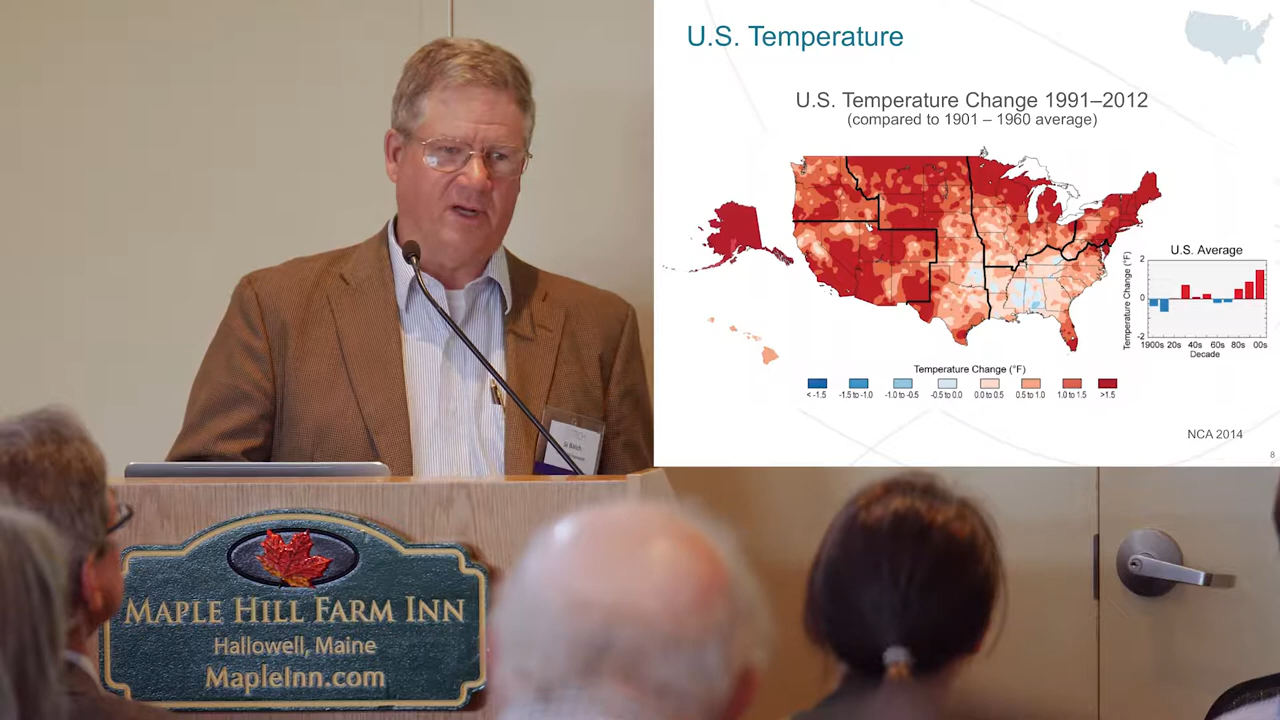 U.S. Temperature
U.S. Temperature Change 1991–2012
(compared to 1901 – 1960 average)
U.S. Average
Temperature Change (°F)
2
0
-2
1900s 20s 40s 60s 80s 00s
Decade
Temperature Change (°F)
< -1.5 -1.5 to -1.0 -1.0 to -0.5 -0.5 to 0.0 0.0 to 0.5 0.5 to 1.0 1.0 to 1.5 >1.5
NCA 2014
8
Si Balch
MAPLE HILL FARM INN
Hallowell, Maine
MapleInn.com